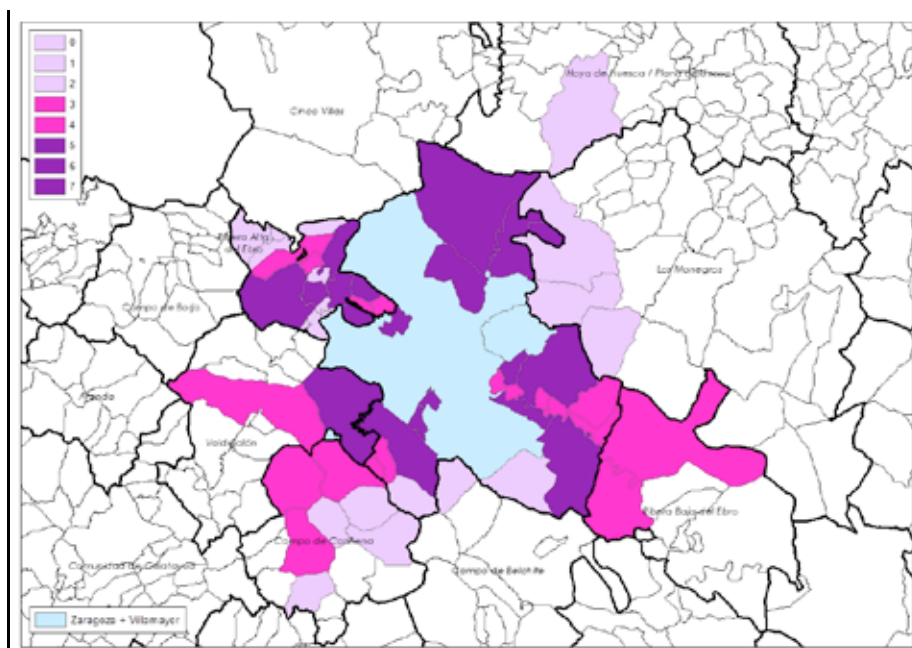 0
1
2
3
4
5
6
7
Hoya de Huesca / Plana de Uesca
Cinco Villas
Ribera Alta
del Ebro
Los Monegros
Campo de Borja
Aranda
Valdejalón
Ribera Baja del Ebro
Campo de Cariñena
Comunidad de Calatayud
Campo de Belchite
Zaragoza + Villamayor